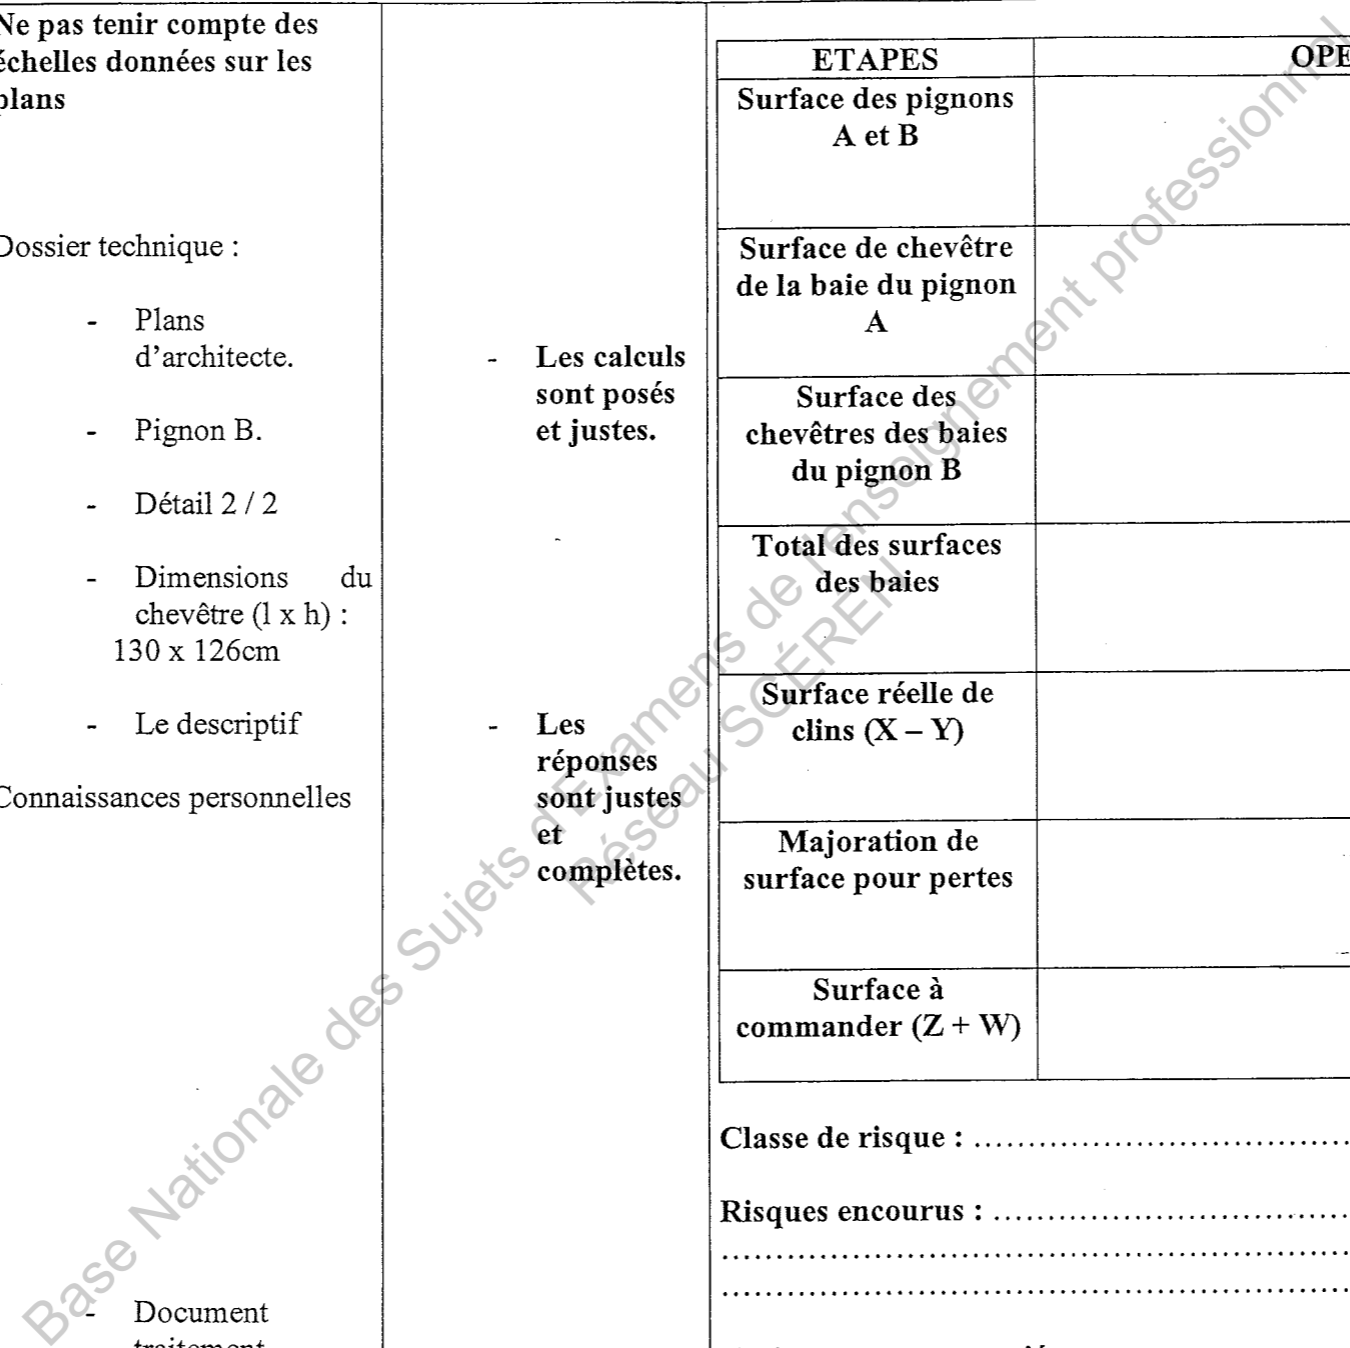 Ne pas tenir compte des
échelles données sur les
plans
Dossier technique :
- Plans
d'architecte.
- Pignon B.
- Détail 2 / 2
- Dimensions du
chevêtre (l x h) :
130 x 126cm
- Le descriptif
Connaissances personnelles
- Document
traitement
- Les calculs
sont posés
et justes.
- Les
réponses
sont justes
et
complètes.
ETAPES OPE
Surface des pignons
A et B
Surface de chevêtre
de la baie du pignon
A
Surface des
chevêtres des baies
du pignon B
Total des surfaces
des baies
Surface réelle de
clins (X – Y)
Majoration de
surface pour pertes
Surface à
commander (Z + W)
Classe de risque : ……………………………
Risques encourus : ……………………………
………………………………………………
………………………………………………
Base Nationale des Sujets d'Examens de l'enseignement professionnel
Réseau SCÉREN